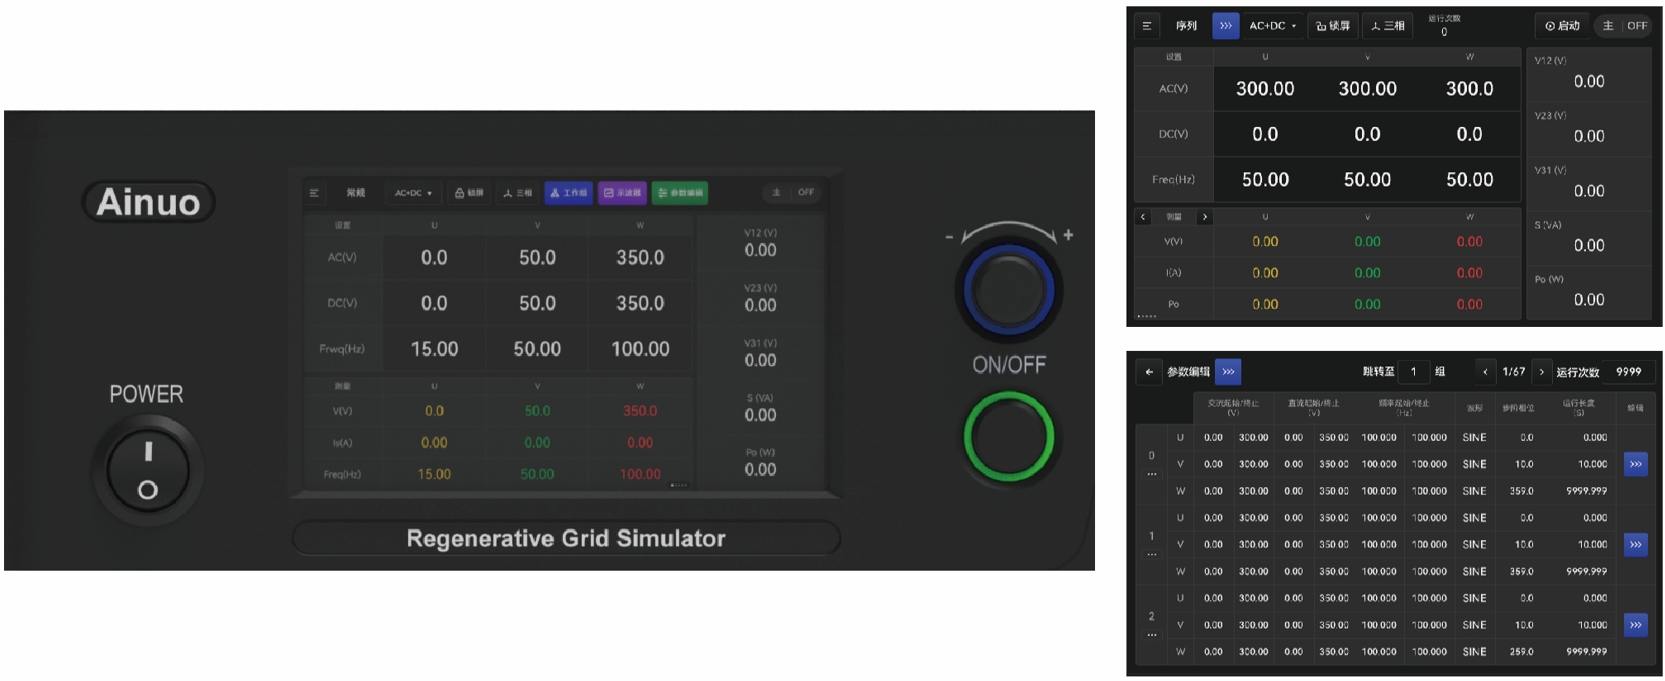 Ainuo
POWER
常规 AC+DC 锁屏 三相 工作组 示波器 参数编辑 主 OFF
设置 U V W
AC(V) 0.0 50.0 350.0
DC(V) 0.0 50.0 350.0
Frwq(Hz) 15.00 50.00 100.00
测量 U V W
V(V) 0.0 50.0 350.0
Is(A) 0.00 0.00 0.00
Freq(Hz) 15.00 50.00 100.00
V12 (V)
0.00
V23 (V)
0.00
V31 (V)
0.00
S (VA)
0.00
Po (W)
0.00
- +
ON/OFF
Regenerative Grid Simulator
序列 AC+DC 锁屏 三相 运行次数 0 启动 主 OFF
设置 U V W
AC(V) 300.00 300.00 300.0
DC(V) 0.0 0.0 0.0
Freq(Hz) 50.00 50.00 50.00
测量 U V W
V(V) 0.00 0.00 0.00
I(A) 0.00 0.00 0.00
Po 0.00 0.00 0.00
V12 (V)
0.00
V23 (V)
0.00
V31 (V)
0.00
S (VA)
0.00
Po (W)
0.00
参数编辑 跳转至 1 组 1/67 运行次数 9999
交流起始/终止 (V) 直流起始/终止 (V) 频率起始/终止 (Hz) 波形 步阶相位 运行长度 (S) 编辑
0
U 0.00 300.00 0.00 350.00 100.000 100.000 SINE 0.0 0.000
V 0.00 300.00 0.00 350.00 100.000 100.000 SINE 10.0 10.000
W 0.00 300.00 0.00 350.00 100.000 100.000 SINE 359.0 9999.999
1
U 0.00 300.00 0.00 350.00 100.000 100.000 SINE 0.0 0.000
V 0.00 300.00 0.00 350.00 100.000 100.000 SINE 10.0 10.000
W 0.00 300.00 0.00 350.00 100.000 100.000 SINE 359.0 9999.999
2
U 0.00 300.00 0.00 350.00 100.000 100.000 SINE 0.0 0.000
V 0.00 300.00 0.00 350.00 100.000 100.000 SINE 10.0 10.000
W 0.00 300.00 0.00 350.00 100.000 100.000 SINE 259.0 9999.999